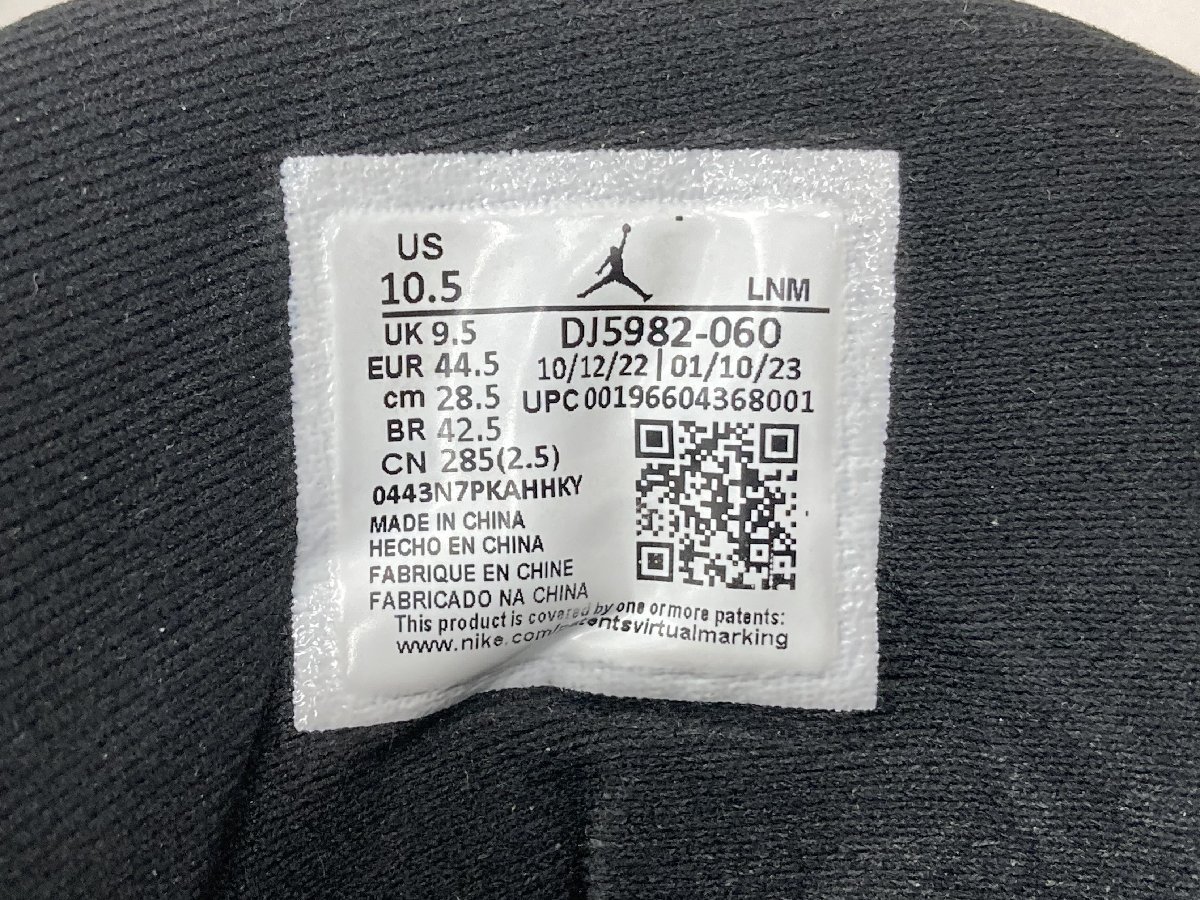 US
10.5 LNM
UK 9.5 DJ5982-060
EUR 44.5 10/12/22 | 01/10/23
cm 28.5 UPC 00196604368001
BR 42.5
CN 285(2.5)
0443N7PKAHHKY
MADE IN CHINA
HECHO EN CHINA
FABRIQUE EN CHINE
FABRICADO NA CHINA
This product is covered by one or more patents:
www.nike.com/patentsvirtualmarking